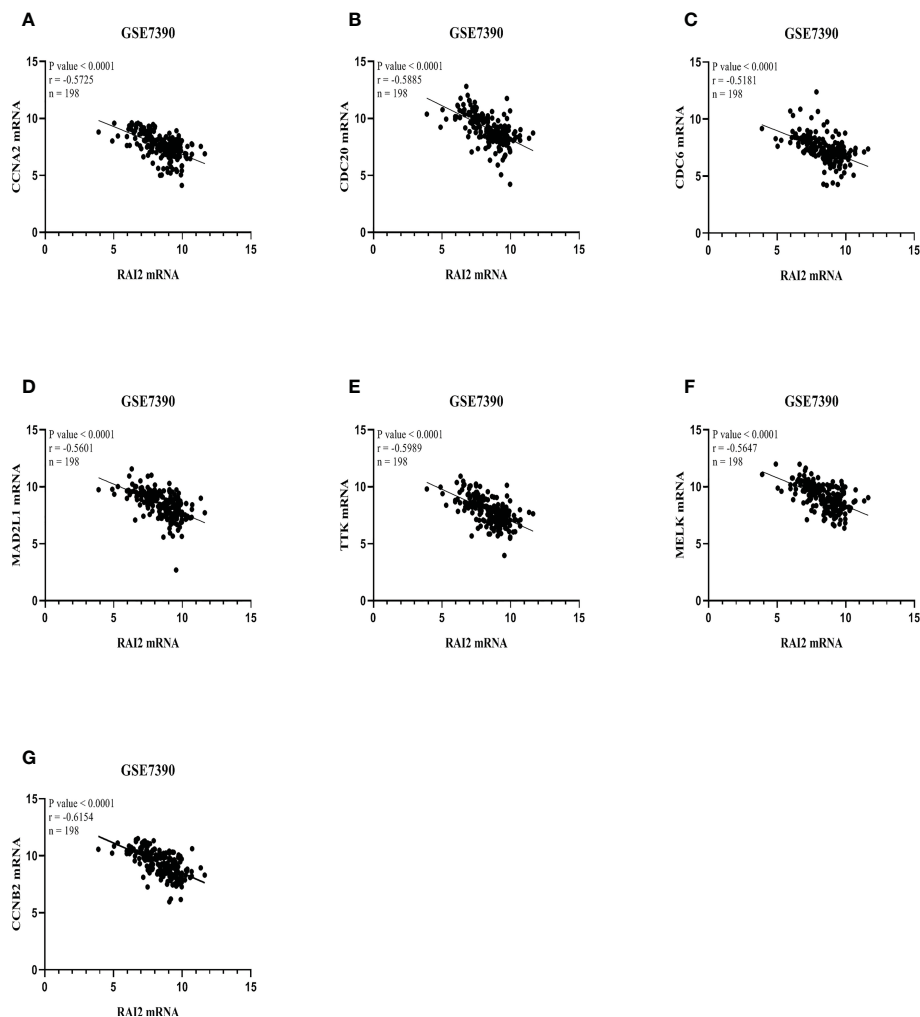 A
GSE7390
P value < 0.0001
r = -0.5725
n = 198
CCNA2 mRNA
15
10
5
0
0 5 10 15
RAI2 mRNA
B
GSE7390
P value < 0.0001
r = -0.5885
n = 198
CDC20 mRNA
15
10
5
0
0 5 10 15
RAI2 mRNA
C
GSE7390
P value < 0.0001
r = -0.5181
n = 198
CDC6 mRNA
15
10
5
0
0 5 10 15
RAI2 mRNA
D
GSE7390
P value < 0.0001
r = -0.5601
n = 198
MAD2L1 mRNA
15
10
5
0
0 5 10 15
RAI2 mRNA
E
GSE7390
P value < 0.0001
r = -0.5989
n = 198
TTK mRNA
15
10
5
0
0 5 10 15
RAI2 mRNA
F
GSE7390
P value < 0.0001
r = -0.5647
n = 198
MELK mRNA
15
10
5
0
0 5 10 15
RAI2 mRNA
G
GSE7390
P value < 0.0001
r = -0.6154
n = 198
CCNB2 mRNA
15
10
5
0
0 5 10 15
RAI2 mRNA